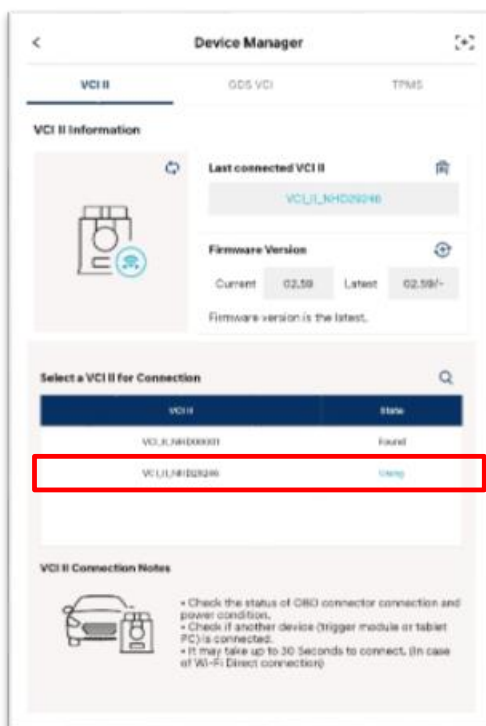 Device Manager
VCI II
GDS VCI
TPMS
VCI II Information
Last connected VCI II
VCI_II_NHD29246
Firmware Version
Current 02.59 Latest 02.59/-
Firmware version is the latest.
Select a VCI II for Connection
VCI II State
Found
VCI_II_NHD29246 Using
VCI II Connection Notes
• Check the status of OBD connector connection and
power condition.
• Check if another device (trigger module or tablet
PC) is connected.
• It may take up to 30 Seconds to connect. (In case
of Wi-Fi Direct connection)